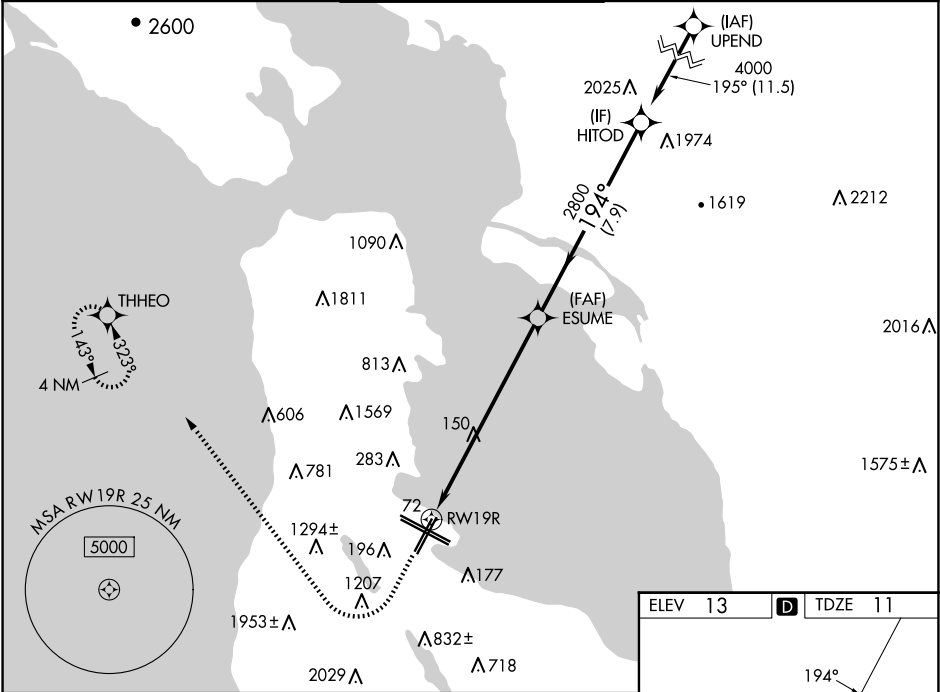 2600
(IAF)
UPEND
4000
195° (11.5)
2025
(IF)
HITOD
1974
2800
194°
(7.9)
1619
2212
1090
THHEO
1811
(FAF)
ESUME
143°
323°
4 NM
2016
813
606
1569
150
283
781
1575±
MSA RW19R 25 NM
5000
72
RW19R
1294±
196
177
1207
1953±
832±
718
2029
ELEV 13
D
TDZE 11
194°